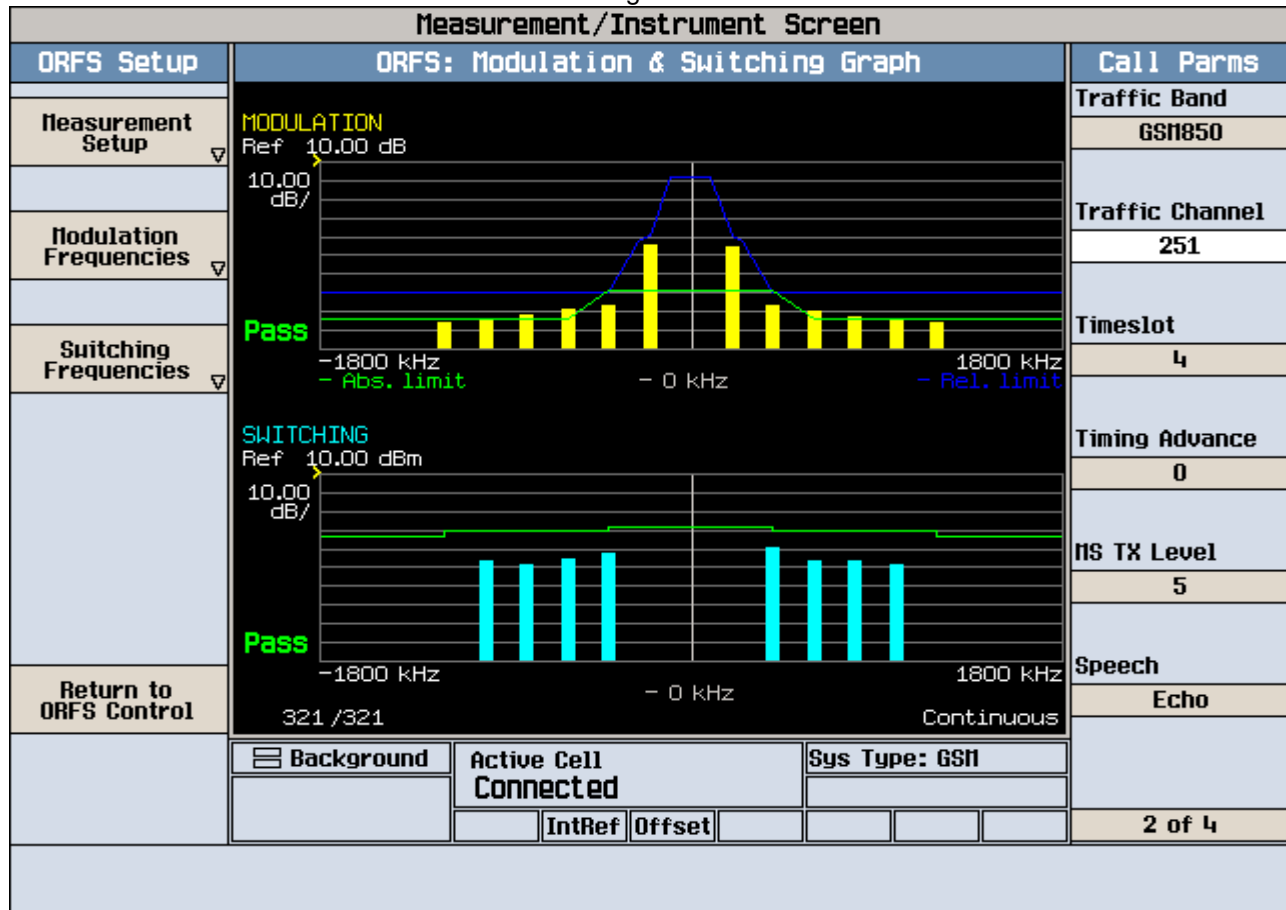 Measurement/Instrument Screen
ORFS Setup
Measurement
Setup
Modulation
Frequencies
Switching
Frequencies
Return to
ORFS Control
ORFS: Modulation & Switching Graph
MODULATION
Ref 10.00 dB
10.00
dB/
Pass
-1800 kHz
1800 kHz
- Abs. limit
- 0 kHz
- Rel. limit
SWITCHING
Ref 10.00 dBm
10.00
dB/
Pass
-1800 kHz
1800 kHz
- 0 kHz
321/321
Continuous
Background
Active Cell
Connected
Sys Type: GSM
IntRef
Offset
Call Parms
Traffic Band
GSM850
Traffic Channel
251
Timeslot
4
Timing Advance
0
MS TX Level
5
Speech
Echo
2 of 4